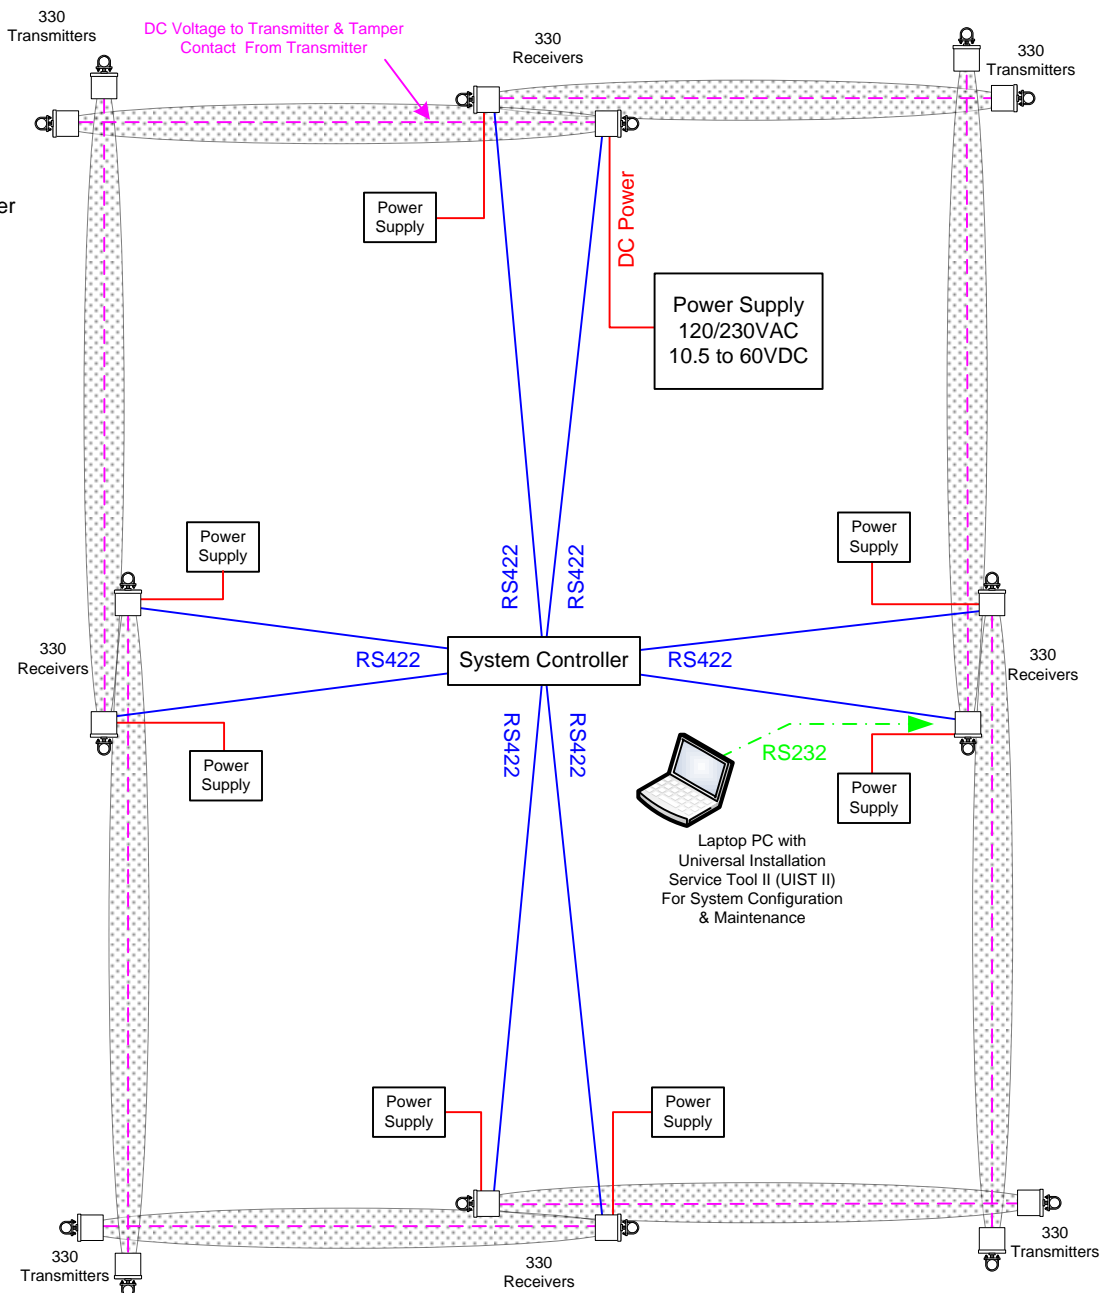 330
Transmitters
DC Voltage to Transmitter & Tamper
Contact From Transmitter
330
Receivers
330
Transmitters
er
Power
Supply
DC Power
Power Supply
120/230VAC
10.5 to 60VDC
Power
Supply
Power
Supply
RS422
RS422
330
Receivers
RS422
System Controller
RS422
330
Receivers
RS422
RS422
RS232
Power
Supply
Power
Supply
Laptop PC with
Universal Installation
Service Tool II (UIST II)
For System Configuration
& Maintenance
Power
Supply
Power
Supply
330
Transmitters
330
Receivers
330
Transmitters